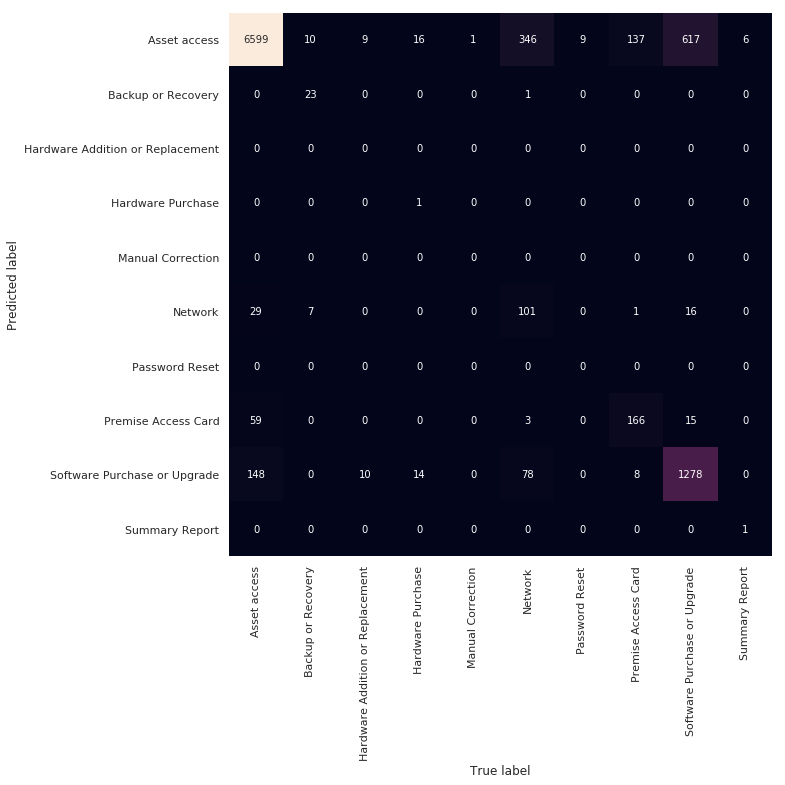 Asset access 6599 10 9 16 1 346 9 137 617 6
Backup or Recovery 0 23 0 0 0 1 0 0 0 0
Hardware Addition or Replacement 0 0 0 0 0 0 0 0 0 0
Hardware Purchase 0 0 0 1 0 0 0 0 0 0
Manual Correction 0 0 0 0 0 0 0 0 0 0
Network 29 7 0 0 0 101 0 1 16 0
Password Reset 0 0 0 0 0 0 0 0 0 0
Premise Access Card 59 0 0 0 0 3 0 166 15 0
Software Purchase or Upgrade 148 0 10 14 0 78 0 8 1278 0
Summary Report 0 0 0 0 0 0 0 0 0 1
Predicted label
Asset access
Backup or Recovery
Hardware Addition or Replacement
Hardware Purchase
Manual Correction
Network
Password Reset
Premise Access Card
Software Purchase or Upgrade
Summary Report
True label